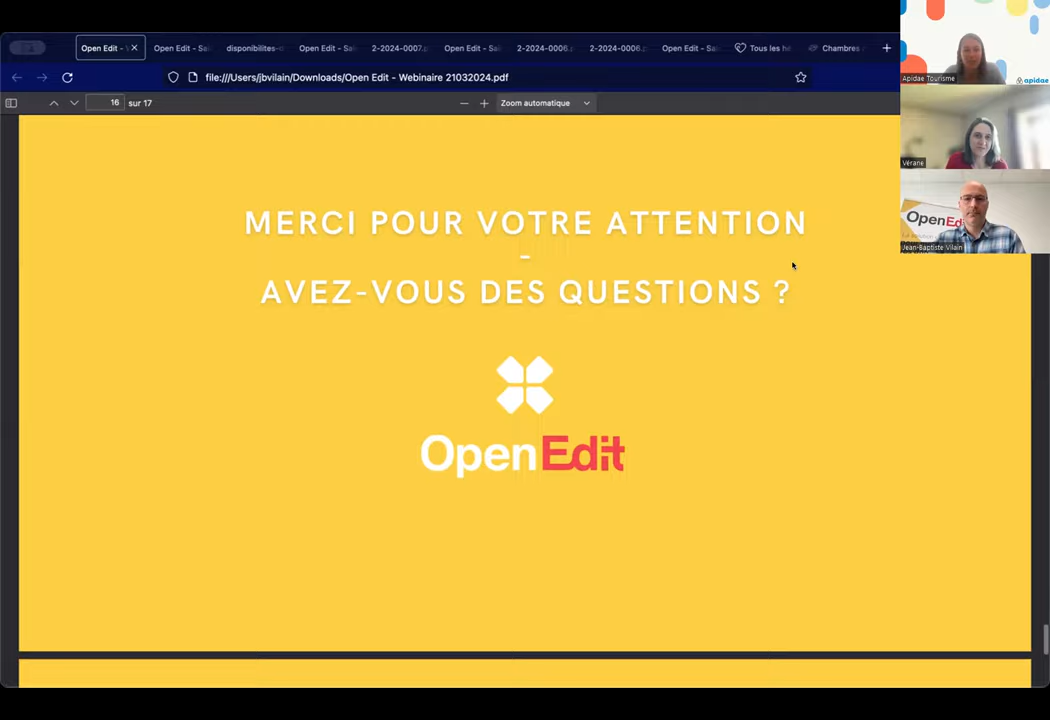 Open Edit -
Open Edit - Sa
disponibilites-
Open Edit - Sa
2-2024-0007.
Open Edit - Sa
2-2024-0006.
2-2024-0006.
Open Edit - Sa
Tous les h
Chambres
file:///Users/jbvilain/Downloads/Open Edit - Webinaire 21032024.pdf
16 sur 17
Zoom automatique
Apidae Tourisme
apidae
Vérane
OpenEd
Jean-Baptiste Vilain
MERCI POUR VOTRE ATTENTION
-
AVEZ-VOUS DES QUESTIONS ?
OpenEdit